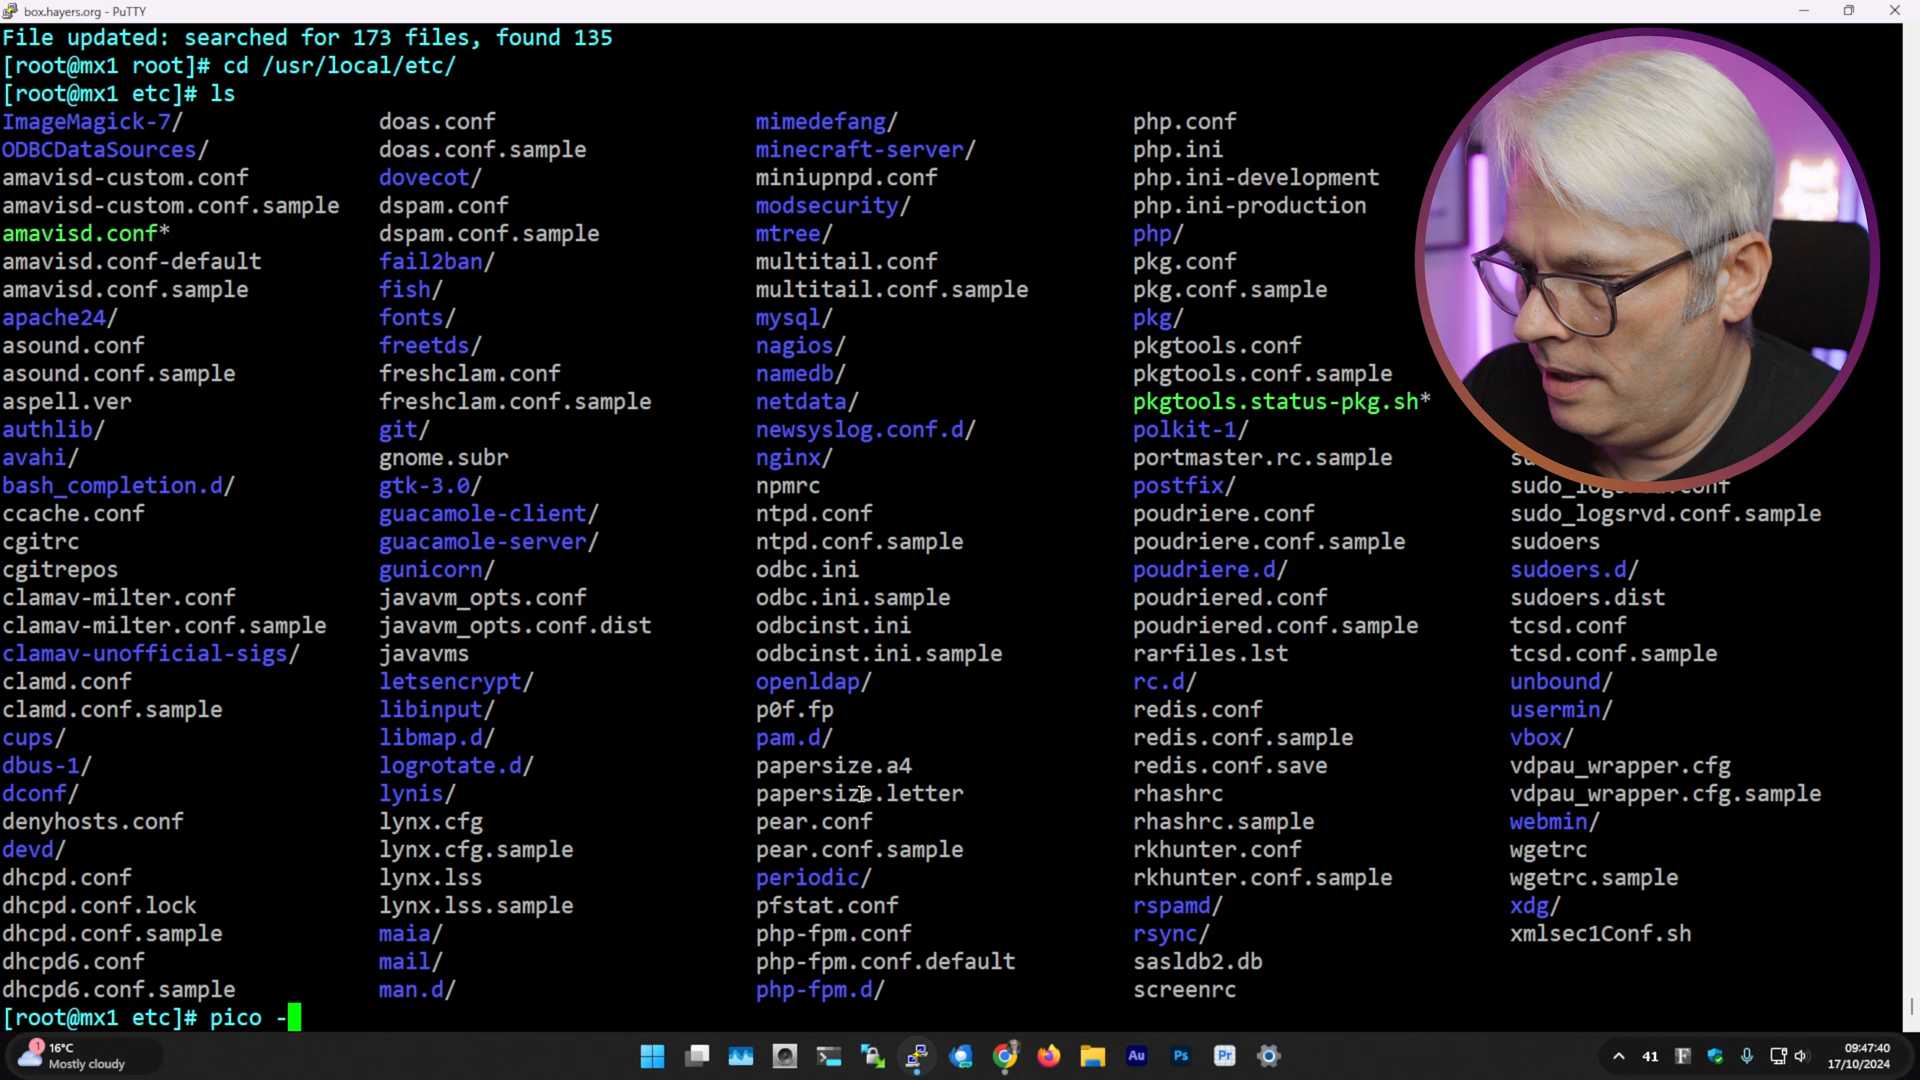 box.hayers.org - PuTTY
File updated: searched for 173 files, found 135
[root@mx1 root]# cd /usr/local/etc/
[root@mx1 etc]# ls
ImageMagick-7/ doas.conf mimedefang/ php.conf
ODBCDataSources/ doas.conf.sample minecraft-server/ php.ini
amavisd-custom.conf dovecot/ miniupnpd.conf php.ini-development
amavisd-custom.conf.sample dspam.conf modsecurity/ php.ini-production
amavisd.conf* dspam.conf.sample mtree/ php/
amavisd.conf-default fail2ban/ multitail.conf pkg.conf
amavisd.conf.sample fish/ multitail.conf.sample pkg.conf.sample
apache24/ fonts/ mysql/ pkg/
asound.conf freetds/ nagios/ pkgtools.conf
asound.conf.sample freshclam.conf namedb/ pkgtools.conf.sample
aspell.ver freshclam.conf.sample netdata/ pkgtools.status-pkg.sh*
authlib/ git/ newsyslog.conf.d/ polkit-1/
avahi/ gnome.subr nginx/ portmaster.rc.sample
bash_completion.d/ gtk-3.0/ npmrc postfix/
ccache.conf guacamole-client/ ntpd.conf poudriere.conf sudo_logsrvd.conf.sample
cgitrc guacamole-server/ ntpd.conf.sample poudriere.conf.sample sudoers
cgitrepos gunicorn/ odbc.ini poudriere.d/ sudoers.d/
clamav-milter.conf javavm_opts.conf odbc.ini.sample poudriered.conf sudoers.dist
clamav-milter.conf.sample javavm_opts.conf.dist odbcinst.ini poudriered.conf.sample tcsd.conf
clamav-unofficial-sigs/ javavms odbcinst.ini.sample rarfiles.lst tcsd.conf.sample
clamd.conf letsencrypt/ openldap/ rc.d/ unbound/
clamd.conf.sample libinput/ p0f.fp redis.conf usermin/
cups/ libmap.d/ pam.d/ redis.conf.sample vbox/
dbus-1/ logrotate.d/ papersize.a4 redis.conf.save vdpau_wrapper.cfg
dconf/ lynis/ papersize.letter rhashrc vdpau_wrapper.cfg.sample
denyhosts.conf lynx.cfg pear.conf rhashrc.sample webmin/
devd/ lynx.cfg.sample pear.conf.sample rkhunter.conf wgetrc
dhcpd.conf lynx.lss periodic/ rkhunter.conf.sample wgetrc.sample
dhcpd.conf.lock lynx.lss.sample pfstat.conf rspamd/ xdg/
dhcpd.conf.sample maia/ php-fpm.conf rsync/ xmlsec1Conf.sh
dhcpd6.conf mail/ php-fpm.conf.default sasldb2.db
dhcpd6.conf.sample man.d/ php-fpm.d/ screenrc
[root@mx1 etc]# pico -
1
16°C
Mostly cloudy
Au
Ps
Pr
41
F
09:47:40
17/10/2024